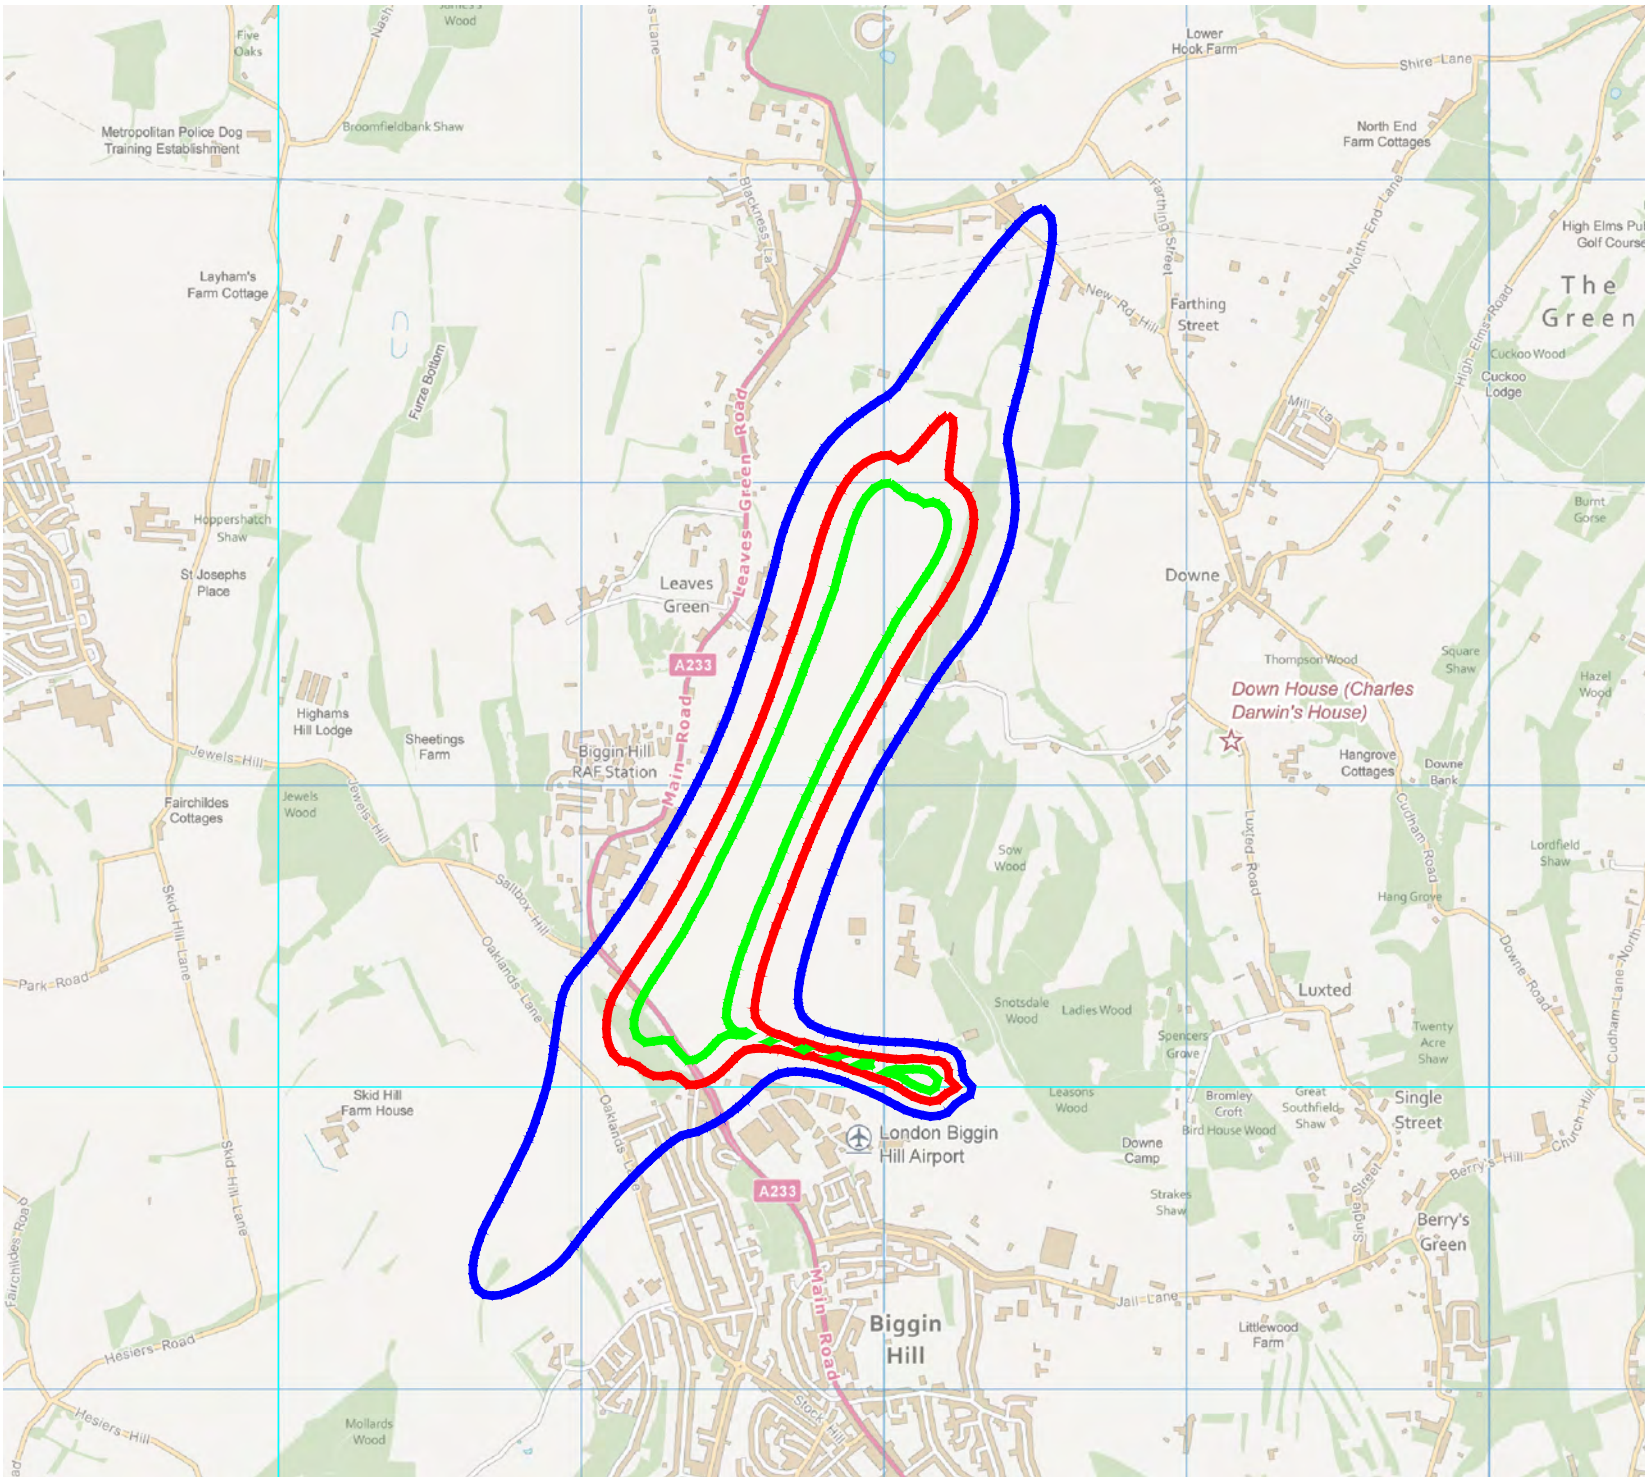 James's
Wood
Five
Oaks
Nash
s Lane
Lower
Hook Farm
Shire Lane
Metropolitan Police Dog
Training Establishment
Broomfieldbank Shaw
North End
Farm Cottages
Blackness La
Farthing Street
North End Lane
High Elms Pu
Golf Course
Layham's
Farm Cottage
New Rd Hill
Farthing
Street
The
Green
High Elms Road
Cuckoo Wood
Cuckoo
Lodge
Furze Bottom
Leaves Green Road
Mill La
Hoppershatch
Shaw
Burnt
Gorse
St Josephs
Place
Leaves
Green
Downe
A233
Thompson Wood
Square
Shaw
Hazel
Wood
Down House (Charles
Darwin's House)
Highams
Hill Lodge
Sheetings
Farm
Main Road
Biggin Hill
RAF Station
Jewels Hill
Hangrove
Cottages
Downe
Bank
Jewels
Wood
Jewels Hill
Fairchildes
Cottages
Luxted Road
Cudham Road
Sow
Wood
Lordfield
Shaw
Saltbox Hill
Skid Hill Lane
Hang Grove
Oaklands Lane
Downe Road
Cudham Lane North
Park Road
Luxted
Snotsdale
Wood
Ladies Wood
Spencers
Grove
Twenty
Acre
Shaw
Skid Hill
Farm House
Oaklands La
Leasons
Wood
Bromley
Croft
Bird House Wood
Great
Southfield
Shaw
Single
Street
Church Hill
London Biggin
Hill Airport
Downe
Camp
Berry's Hill
Skid Hill Lane
A233
Strakes
Shaw
Single Street
Berry's
Green
Fairchildes Road
Main Road
Jail Lane
Biggin
Hill
Littlewood
Farm
Hesiers Road
Hesiers Hill
Mollards
Wood
Stock Hill
ad